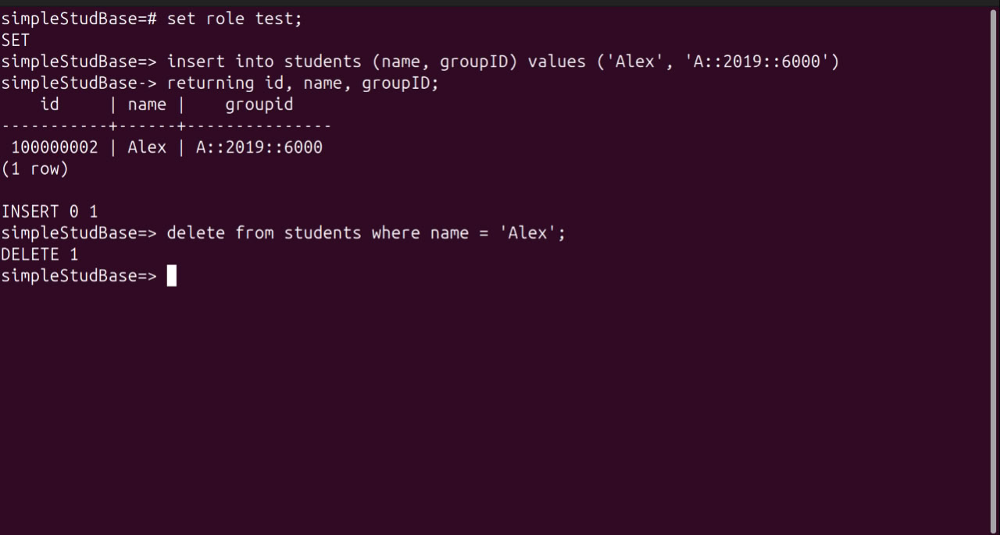 simpleStudBase=# set role test;
SET
simpleStudBase=> insert into students (name, groupID) values ('Alex', 'A::2019::6000')
simpleStudBase-> returning id, name, groupID;
    id     | name |    groupid
-----------+------+---------------
 100000002 | Alex | A::2019::6000
(1 row)

INSERT 0 1
simpleStudBase=> delete from students where name = 'Alex';
DELETE 1
simpleStudBase=>